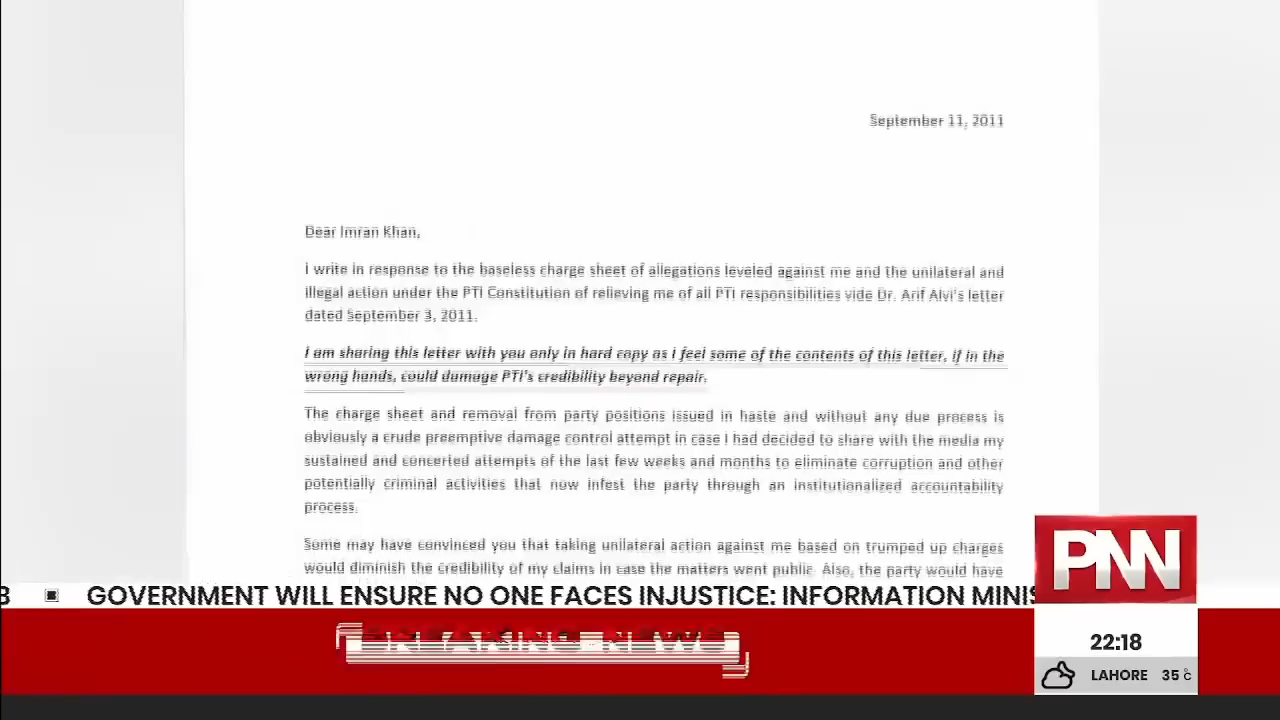 September 11, 2011
Dear Imran Khan,
I write in response to the baseless charge sheet of allegations leveled against me and the unilateral and
illegal action under the PTI Constitution of relieving me of all PTI responsibilities vide Dr. Arif Alvi's letter
dated September 3, 2011.
I am sharing this letter with you only in hard copy as I feel some of the contents of this letter, if in the
wrong hands, could damage PTI's credibility beyond repair.
The charge sheet and removal from party positions issued in haste and without any due process is
obviously a crude preemptive damage control attempt in case I had decided to share with the media my
sustained and concerted attempts of the last few weeks and months to eliminate corruption and other
potentially criminal activities that now infest the party through an institutionalized accountability
process.
Some may have convinced you that taking unilateral action against me based on trumped up charges
would diminish the credibility of my claims in case the matters went public. Also, the party would have
3 GOVERNMENT WILL ENSURE NO ONE FACES INJUSTICE: INFORMATION MINIS
PNN
BREAKING NEWS
22:18
LAHORE 35°C